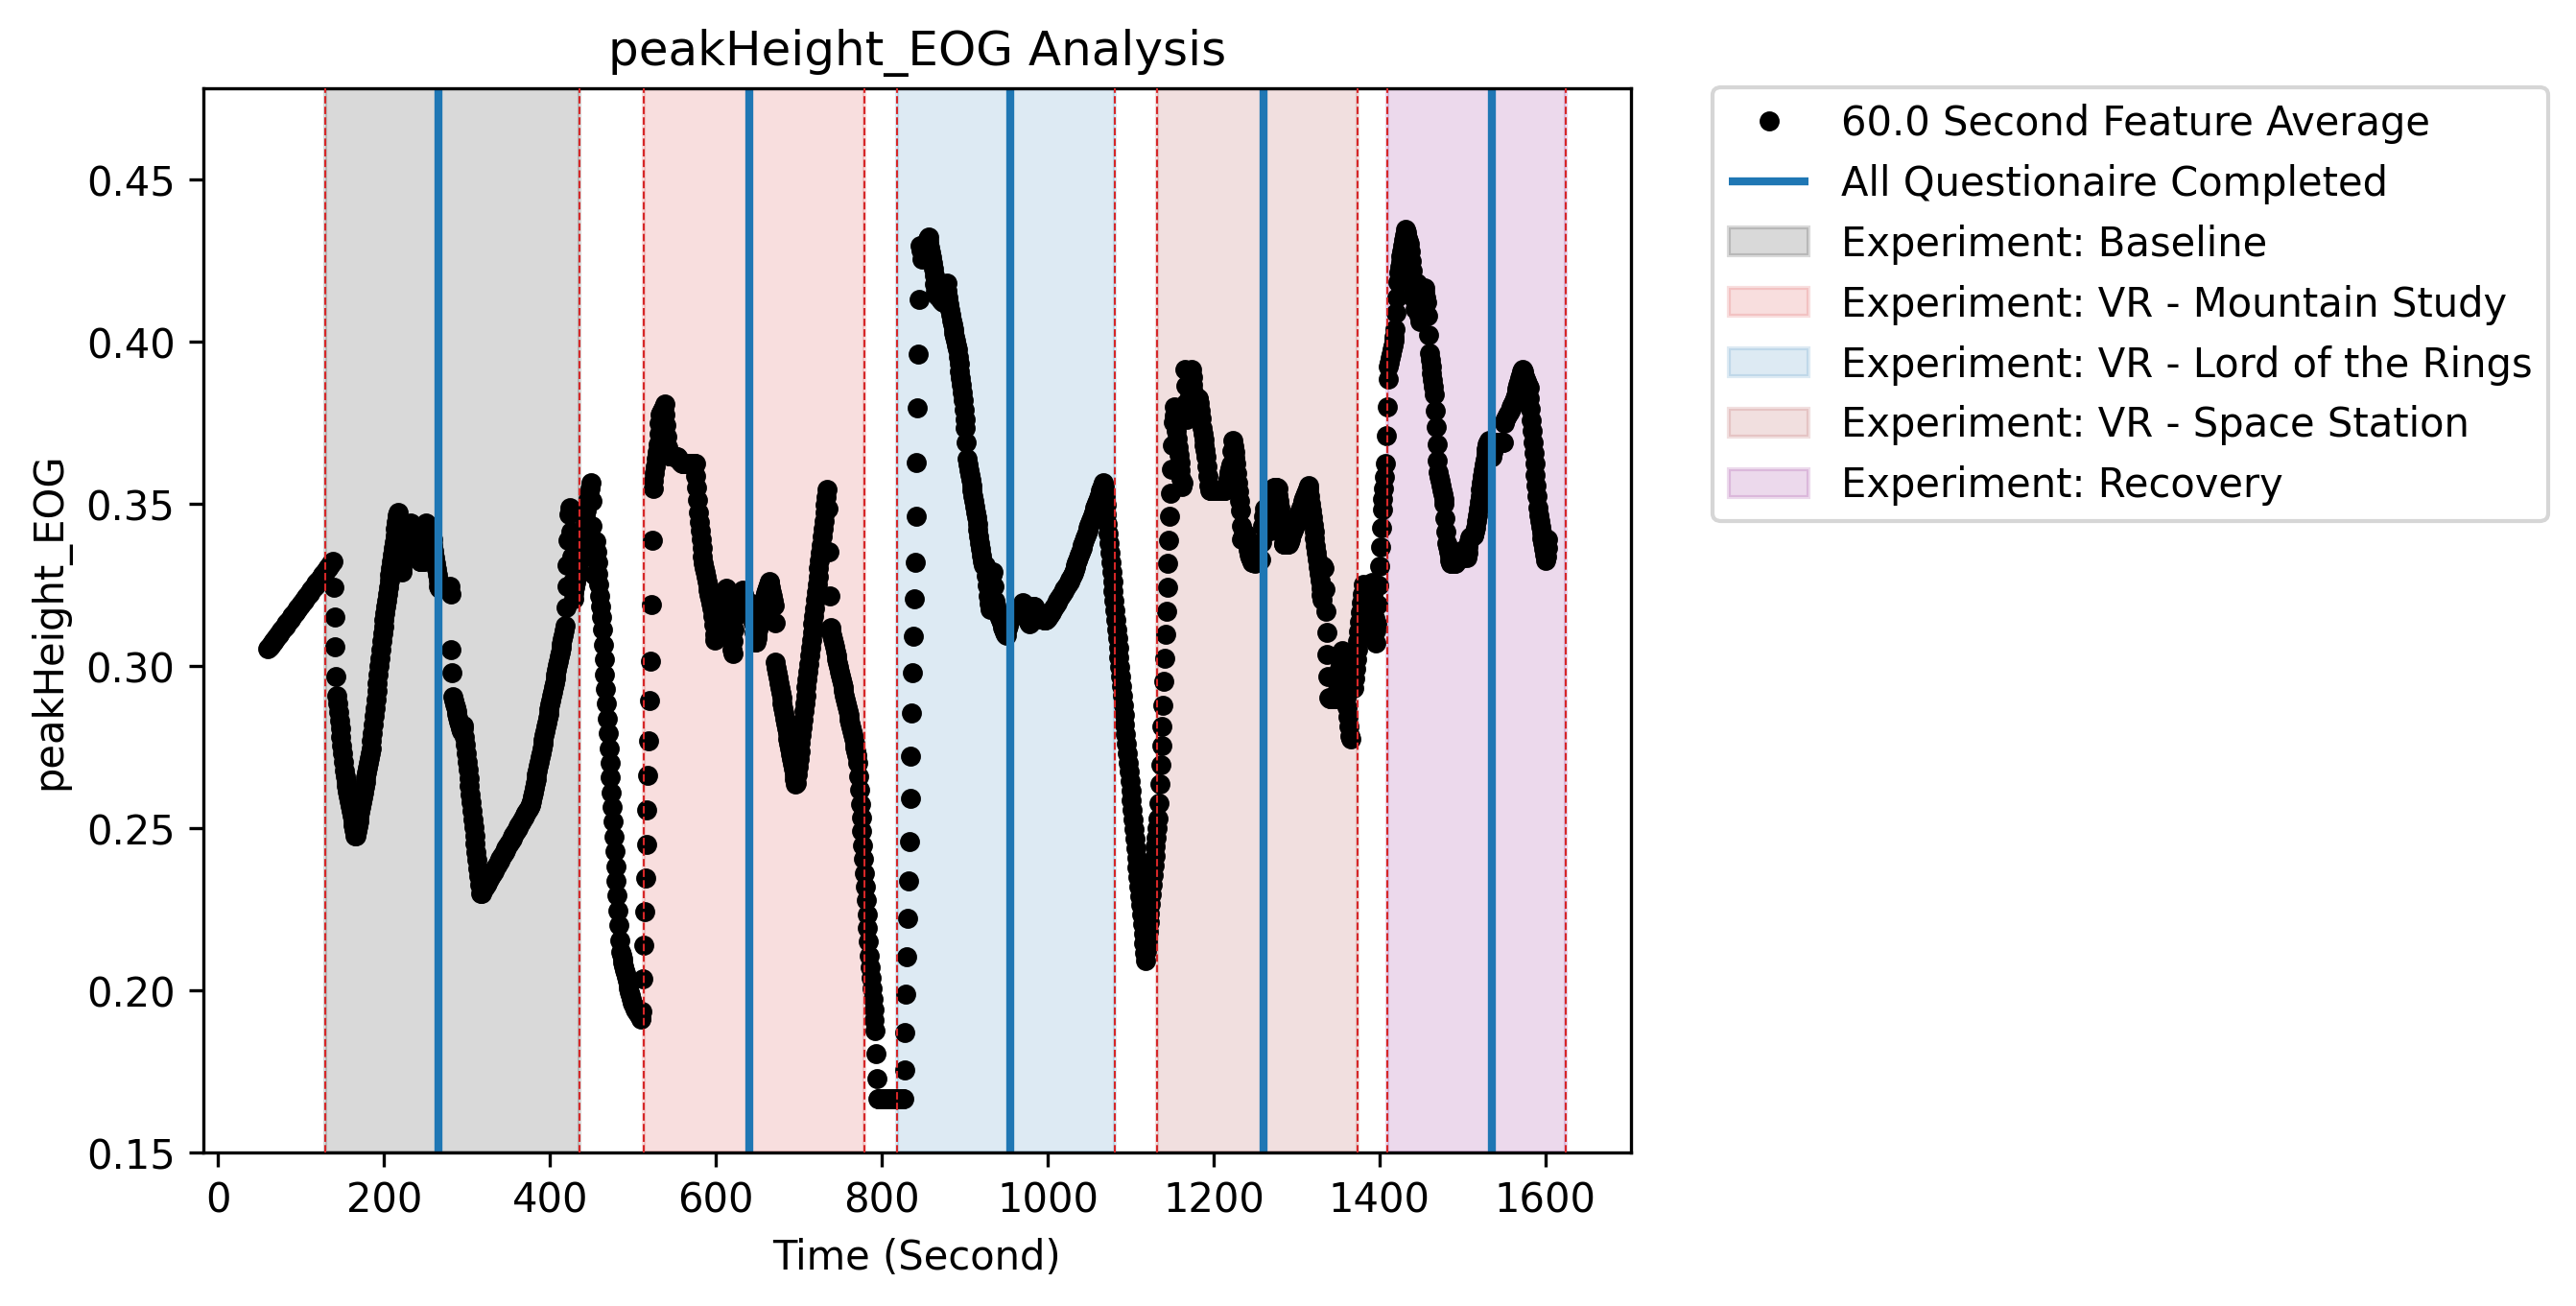 peakHeight_EOG Analysis
peakHeight_EOG
0.45
0.40
0.35
0.30
0.25
0.20
0.15
0 200 400 600 800 1000 1200 1400 1600
Time (Second)
60.0 Second Feature Average
All Questionaire Completed
Experiment: Baseline
Experiment: VR - Mountain Study
Experiment: VR - Lord of the Rings
Experiment: VR - Space Station
Experiment: Recovery